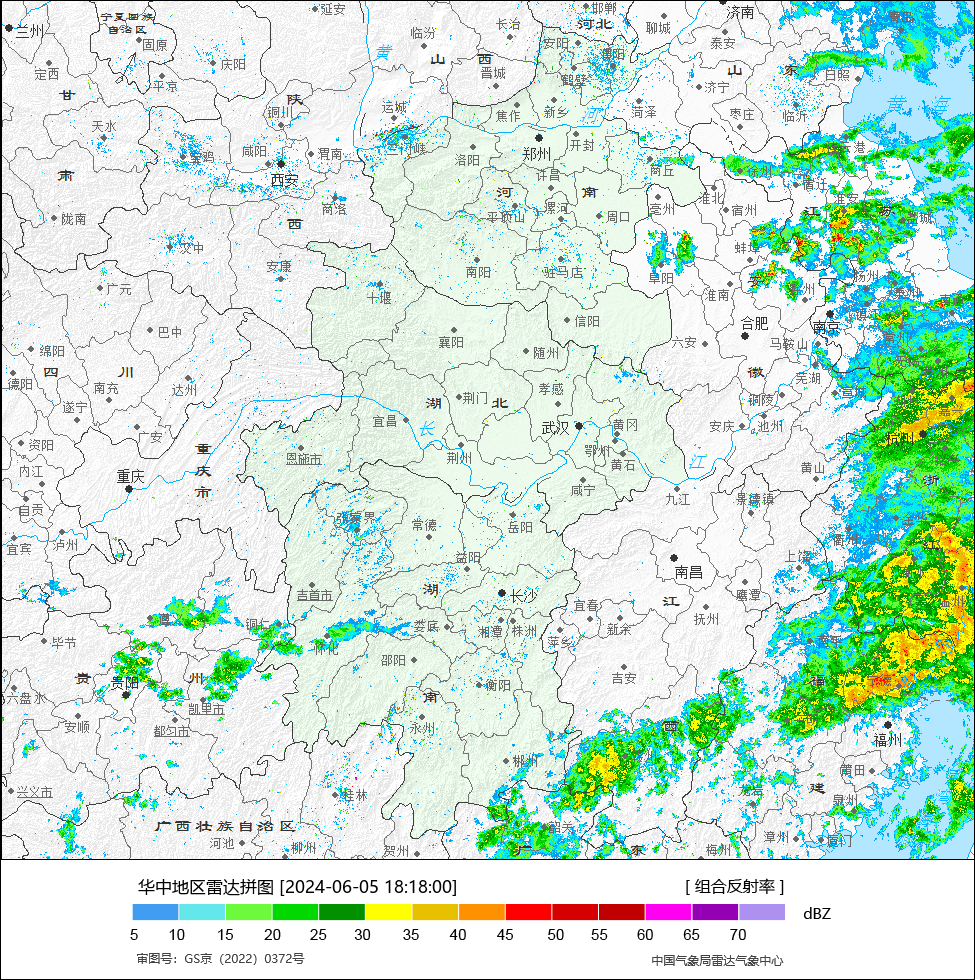 宁夏回族
自治区
延安
兰州
固原
庆阳
定西
平凉
甘
肃
天水
宝鸡
咸阳
铜川
陕
西
渭南
西安
商洛
陇南
汉中
安康
临汾
长治
山 西
晋城
运城
黄
河
邯郸
河北
安阳
濮阳
鹤壁
聊城
济南
泰安
山 东
济宁
日照
临沂
枣庄
菏泽
黄 海
新乡
焦作
郑州
开封
洛阳
许昌
河 南
平顶山
漯河
周口
南阳
驻马店
信阳
商丘
亳州
淮北
宿州
徐州
宿迁
淮安
江 苏
蚌埠
阜阳
淮南
扬州
泰州
南京
镇江
合肥
六安
马鞍山
芜湖
铜陵
安庆
池州
徽
黄山
杭州
嘉兴
浙
江
衢州
温州
广元
巴中
绵阳
德阳
四 川
南充
达州
遂宁
广安
资阳
内江
自贡
宜宾
泸州
重庆
重
庆
市
十堰
襄阳
随州
湖 北
荆门
孝感
宜昌
荆州
武汉
黄冈
鄂州
黄石
咸宁
恩施市
长
江
九江
景德镇
上饶
南昌
鹰潭
江
西
抚州
宜春
新余
萍乡
吉安
张家界
常德
岳阳
益阳
湖
南
吉首市
长沙
湘潭
株洲
娄底
怀化
邵阳
衡阳
永州
郴州
毕节
贵
州
贵阳
六盘水
安顺
凯里市
都匀市
兴义市
铜仁
桂林
广西壮族自治区
河池
柳州
贺州
韶关
广
东
梅州
龙岩
福
建
福州
莆田
泉州
漳州
厦门
华中地区雷达拼图 [2024-06-05 18:18:00]
[ 组合反射率 ]
dBZ
5 10 15 20 25 30 35 40 45 50 55 60 65 70
审图号：GS京（2022）0372号
中国气象局雷达气象中心